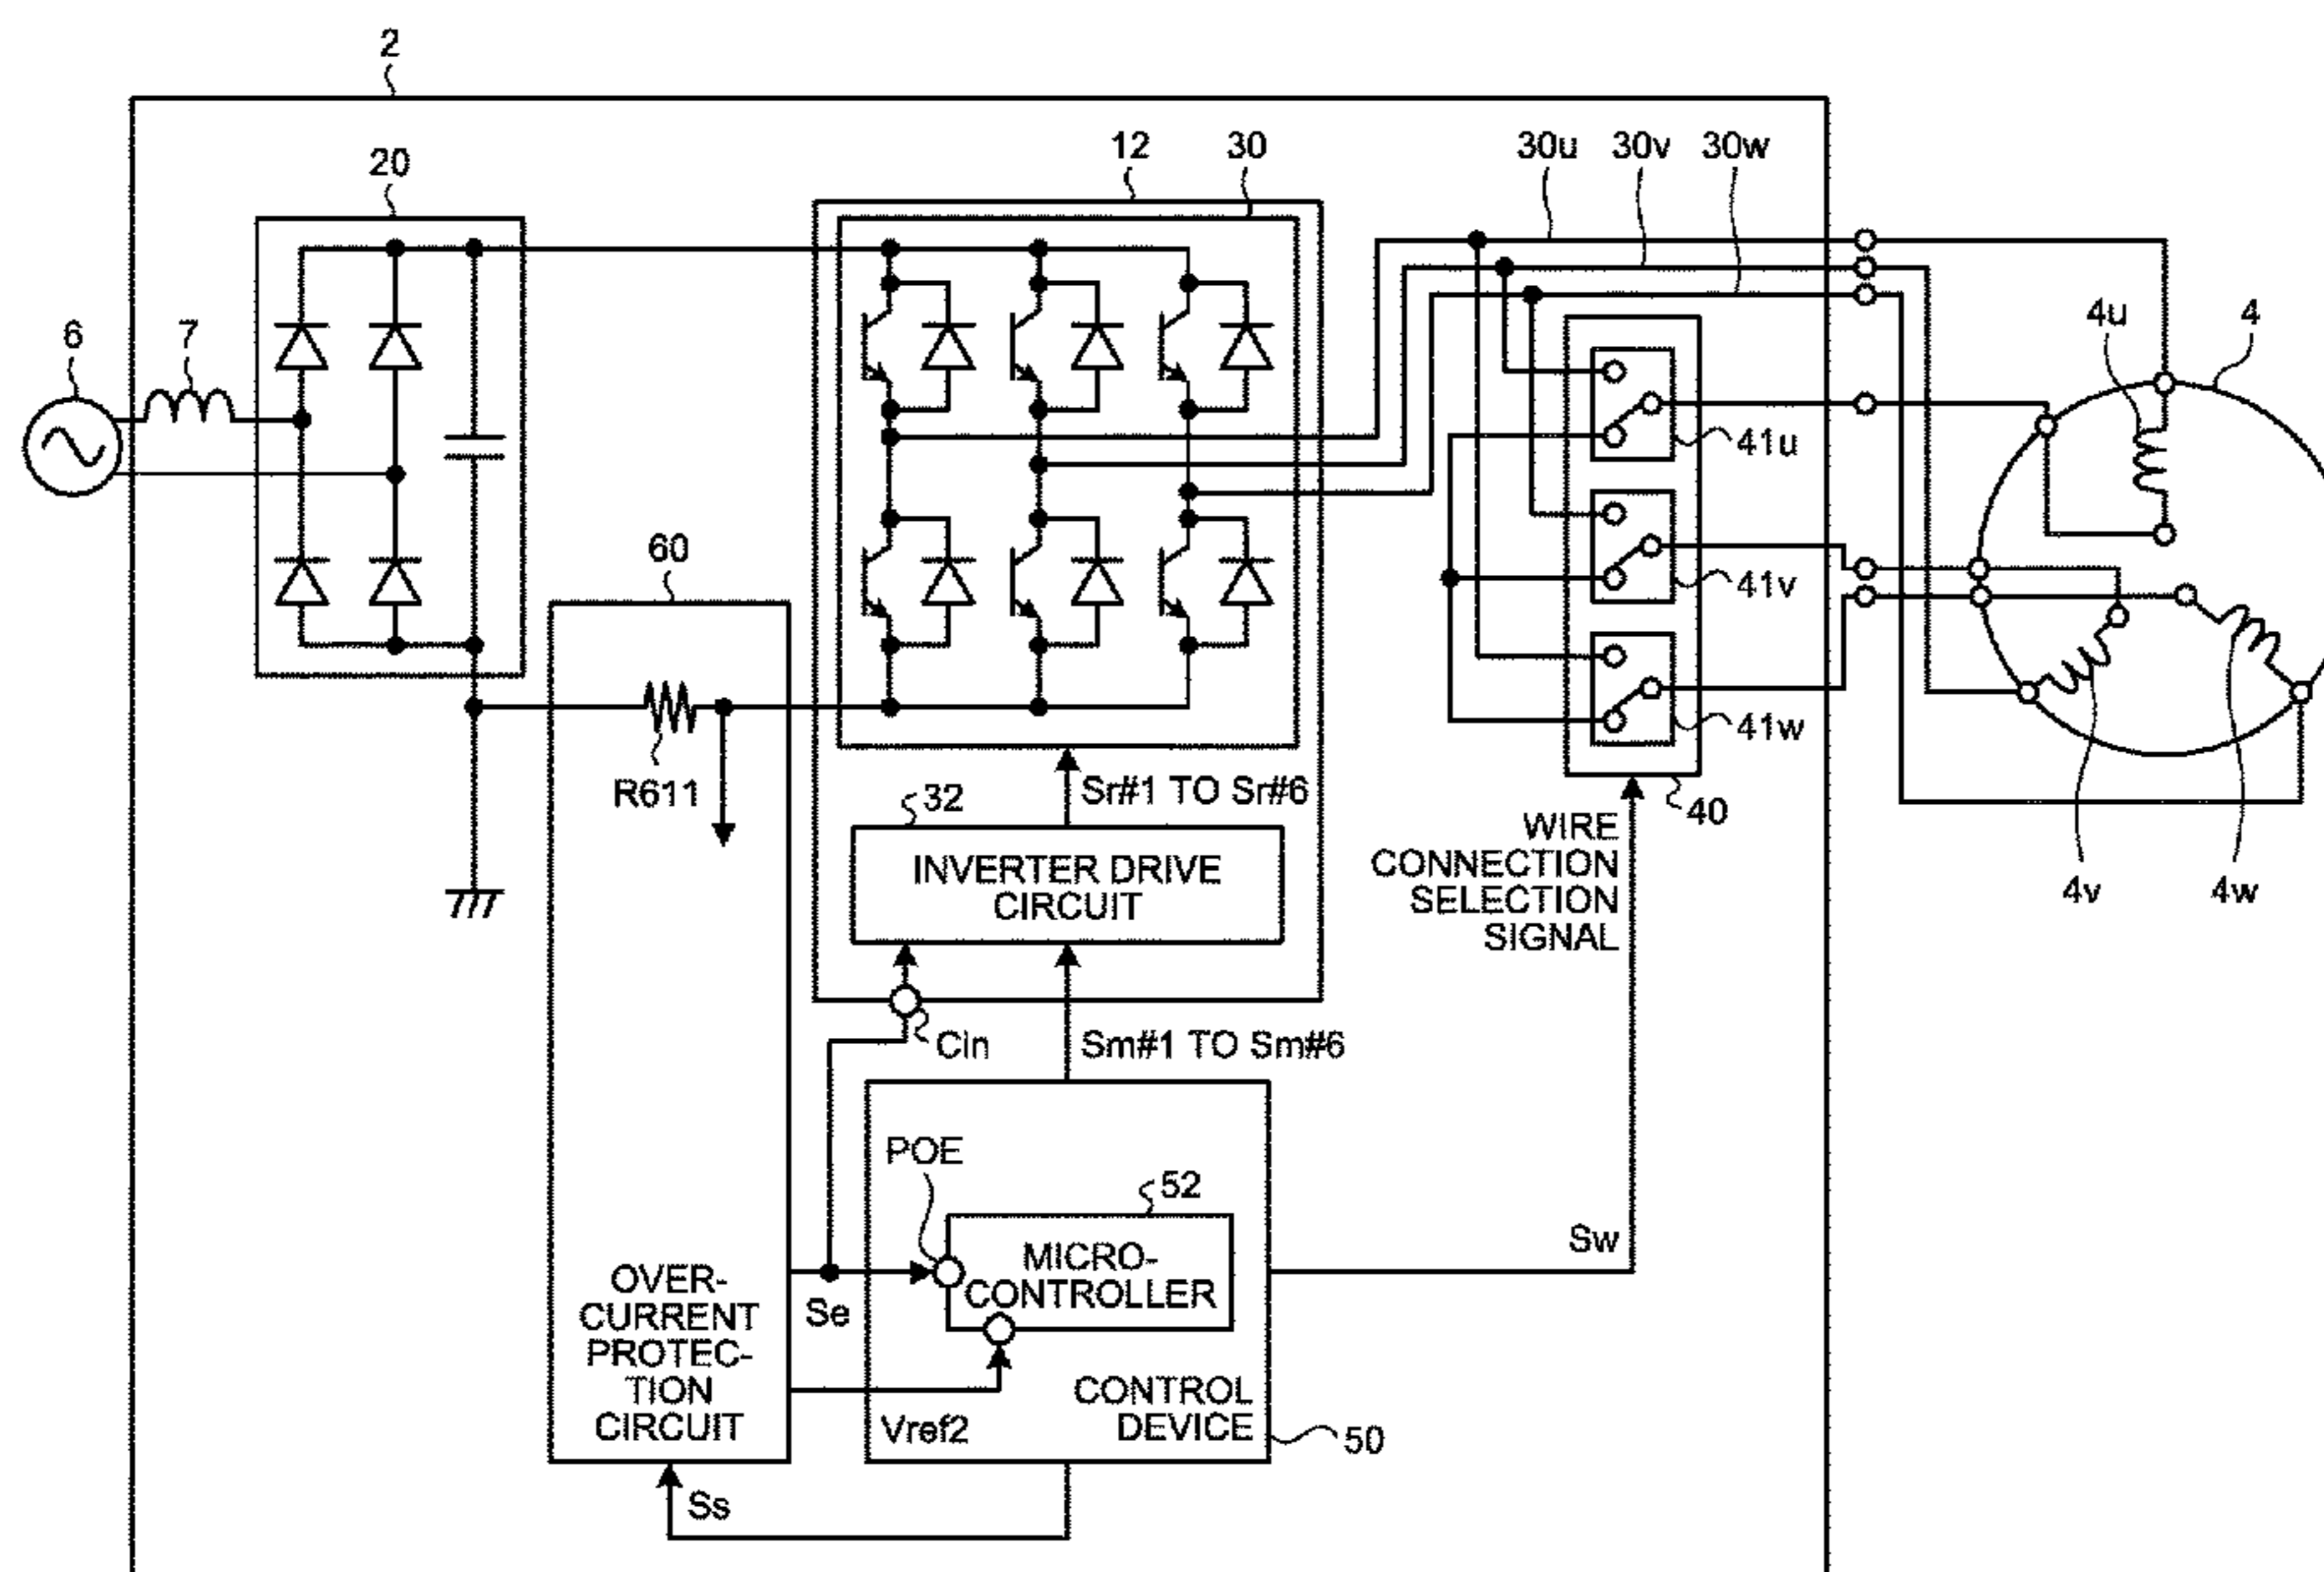 2
20
12
30
30u
30v
30w
6
7
4u
4
41u
60
41v
41w
R611
Sr#1 TO Sr#6
32
40
INVERTER DRIVE
CIRCUIT
WIRE
CONNECTION
SELECTION
SIGNAL
4v
4w
Cin
Sm#1 TO Sm#6
POE
52
MICRO-
CONTROLLER
Sw
OVER-
CURRENT
PROTEC-
TION
CIRCUIT
Se
Vref2
CONTROL
DEVICE
50
Ss